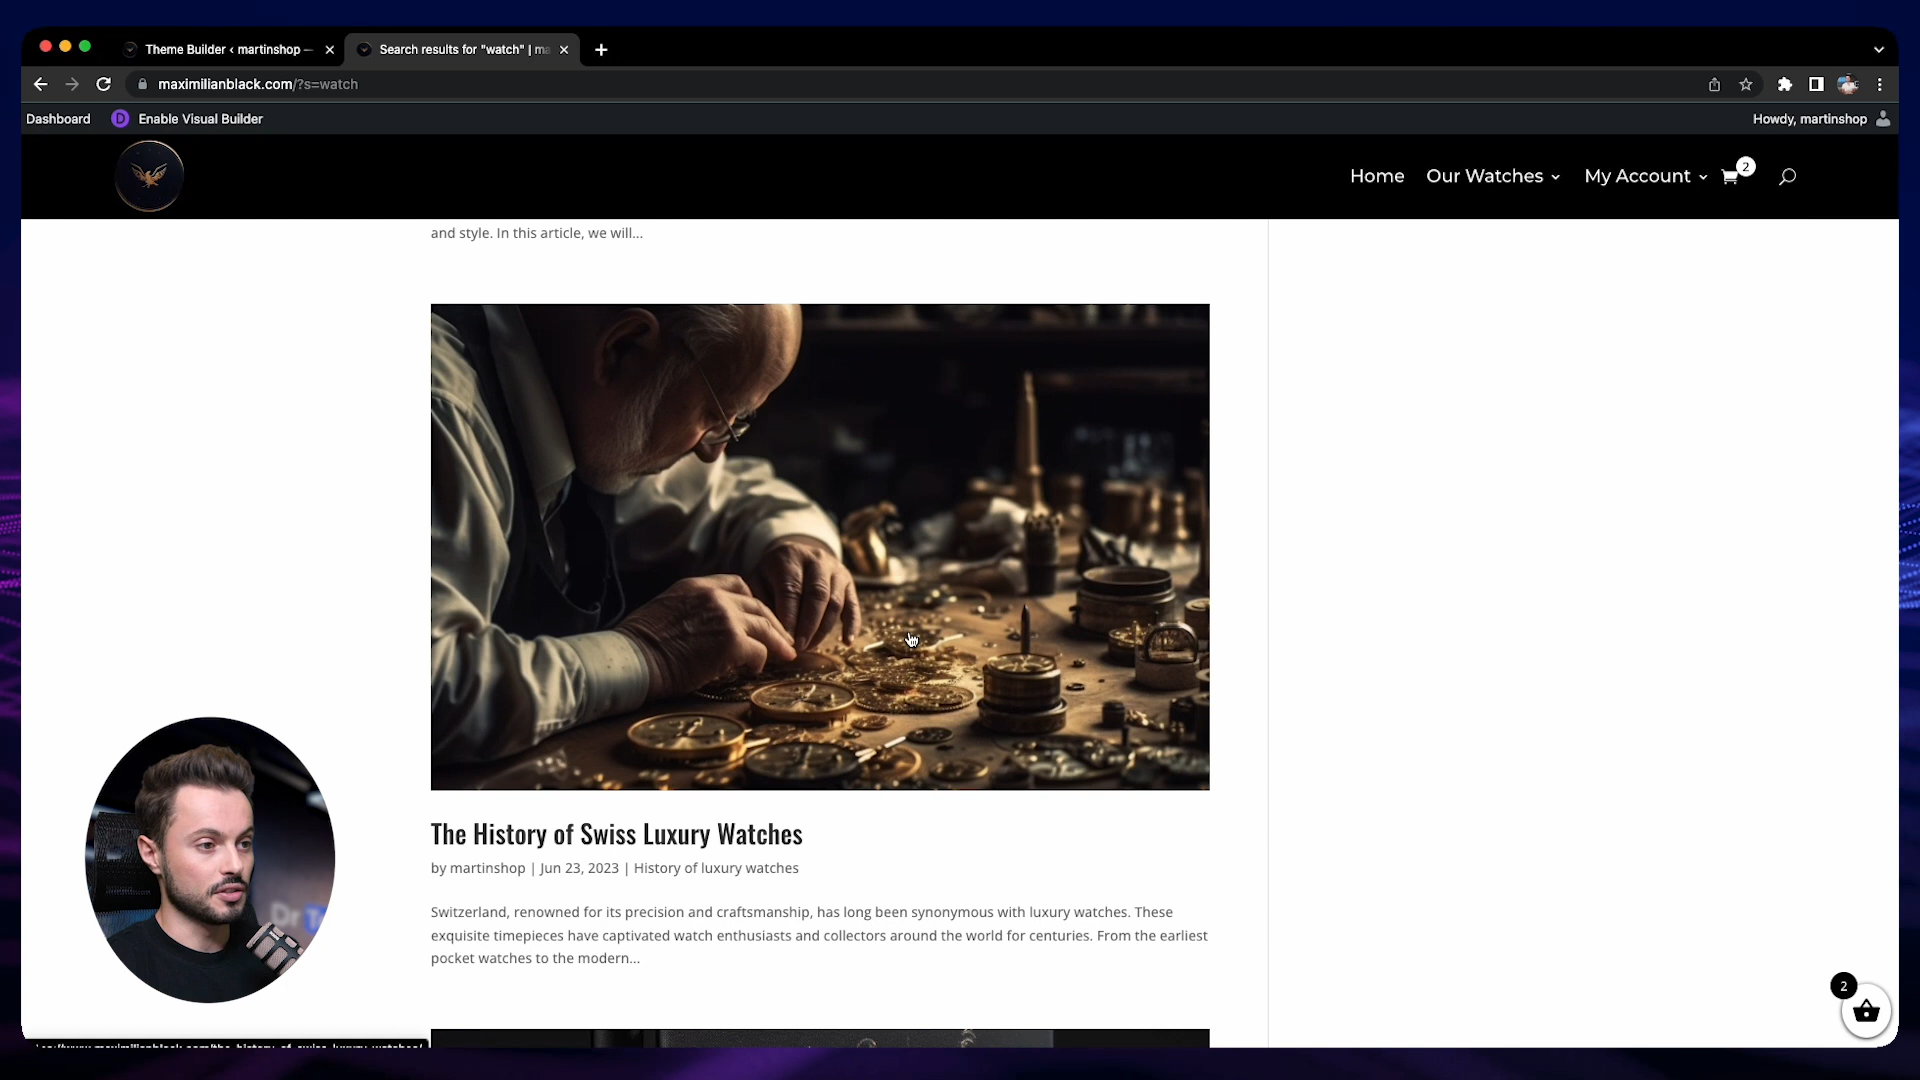 Theme Builder ‹ martinshop —
Search results for "watch" | ma
maximilianblack.com/?s=watch
Dashboard
Enable Visual Builder
Howdy, martinshop
Home
Our Watches
My Account
2
and style. In this article, we will...
The History of Swiss Luxury Watches
by martinshop | Jun 23, 2023 | History of luxury watches
Switzerland, renowned for its precision and craftsmanship, has long been synonymous with luxury watches. These
exquisite timepieces have captivated watch enthusiasts and collectors around the world for centuries. From the earliest
pocket watches to the modern...
Dr
2